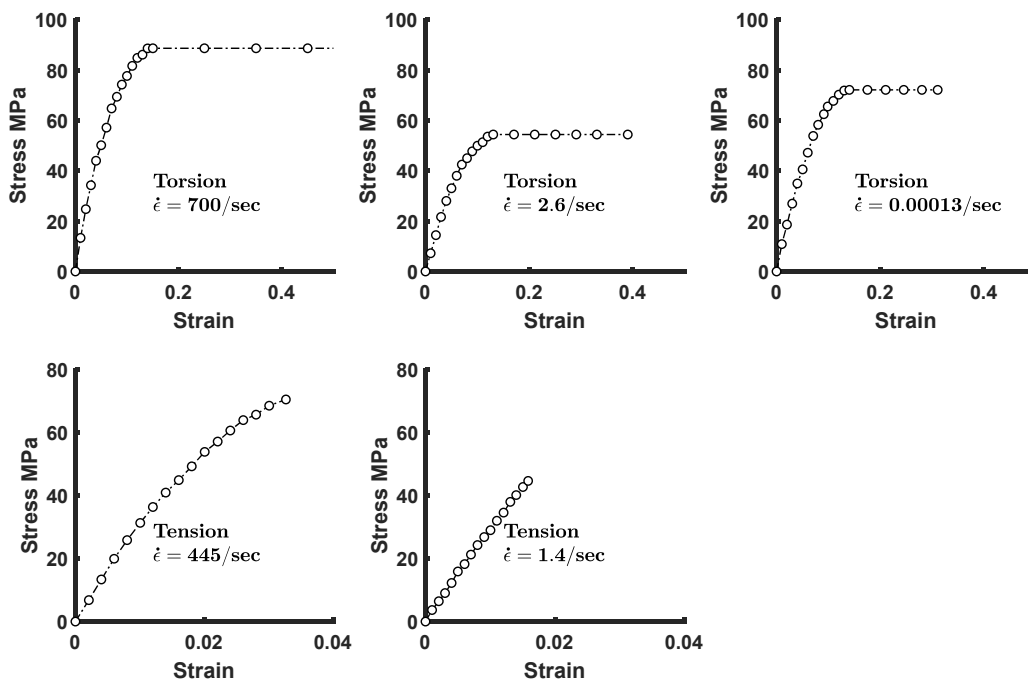 100
80
60
40
20
0
Stress MPa
Torsion
ϵ̇ = 700/sec
0
0.2
0.4
Strain
100
80
60
40
20
0
Stress MPa
Torsion
ϵ̇ = 2.6/sec
0
0.2
0.4
Strain
100
80
60
40
20
0
Stress MPa
Torsion
ϵ̇ = 0.00013/sec
0
0.2
0.4
Strain
80
60
40
20
0
Stress MPa
Tension
ϵ̇ = 445/sec
0
0.02
0.04
Strain
80
60
40
20
0
Stress MPa
Tension
ϵ̇ = 1.4/sec
0
0.02
0.04
Strain